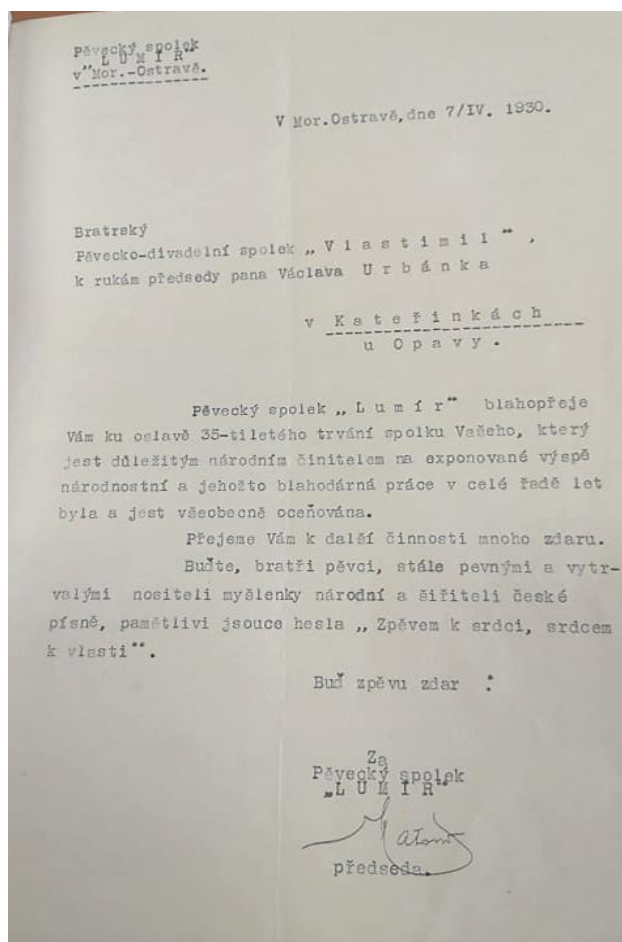 Pěvecký spolek
"L U M Í R"
v Mor.-Ostravě.
V Mor.Ostravě,dne 7/IV. 1930.
Bratrský
Pěvecko-divadelní spolek „ V l a s t i m i l " ,
k rukám předsedy pana Václava U r b á n k a
v K a t e ř i n k á c h
u O p a v y .
Pěvecký spolek „ L u m í r " blahopřeje
Vám ku oslavě 35-tiletého trvání spolku Vašeho, který
jest důležitým národním činitelem na exponované výspě
národnostní a jehožto blahodárná práce v celé řadě let
byla a jest všeobecně oceňována.
Přejeme Vám k další činnosti mnoho zdaru.
Buďte, bratři pěvci, stále pevnými a vytr-
valými nositeli myšlenky národní a šiřiteli české
písně, pamětlivi jsouce hesla „ Zpěvem k srdci, srdcem
k vlasti".
Buď zpěvu zdar :
Za
Pěvecký spolek
„L U M Í R"
předseda.